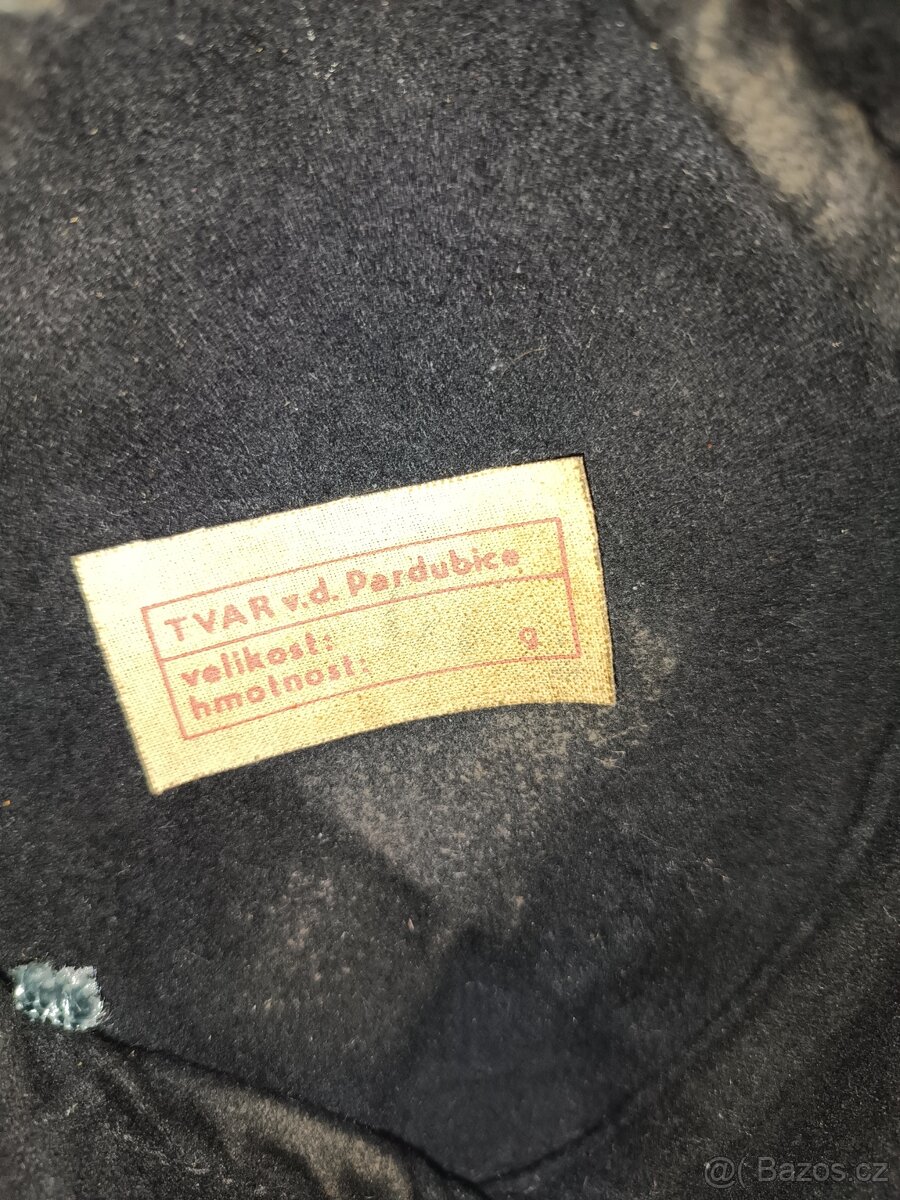 TVAR v.d. Pardubice
velikost:
hmotnost: g
@( Bazos.cz